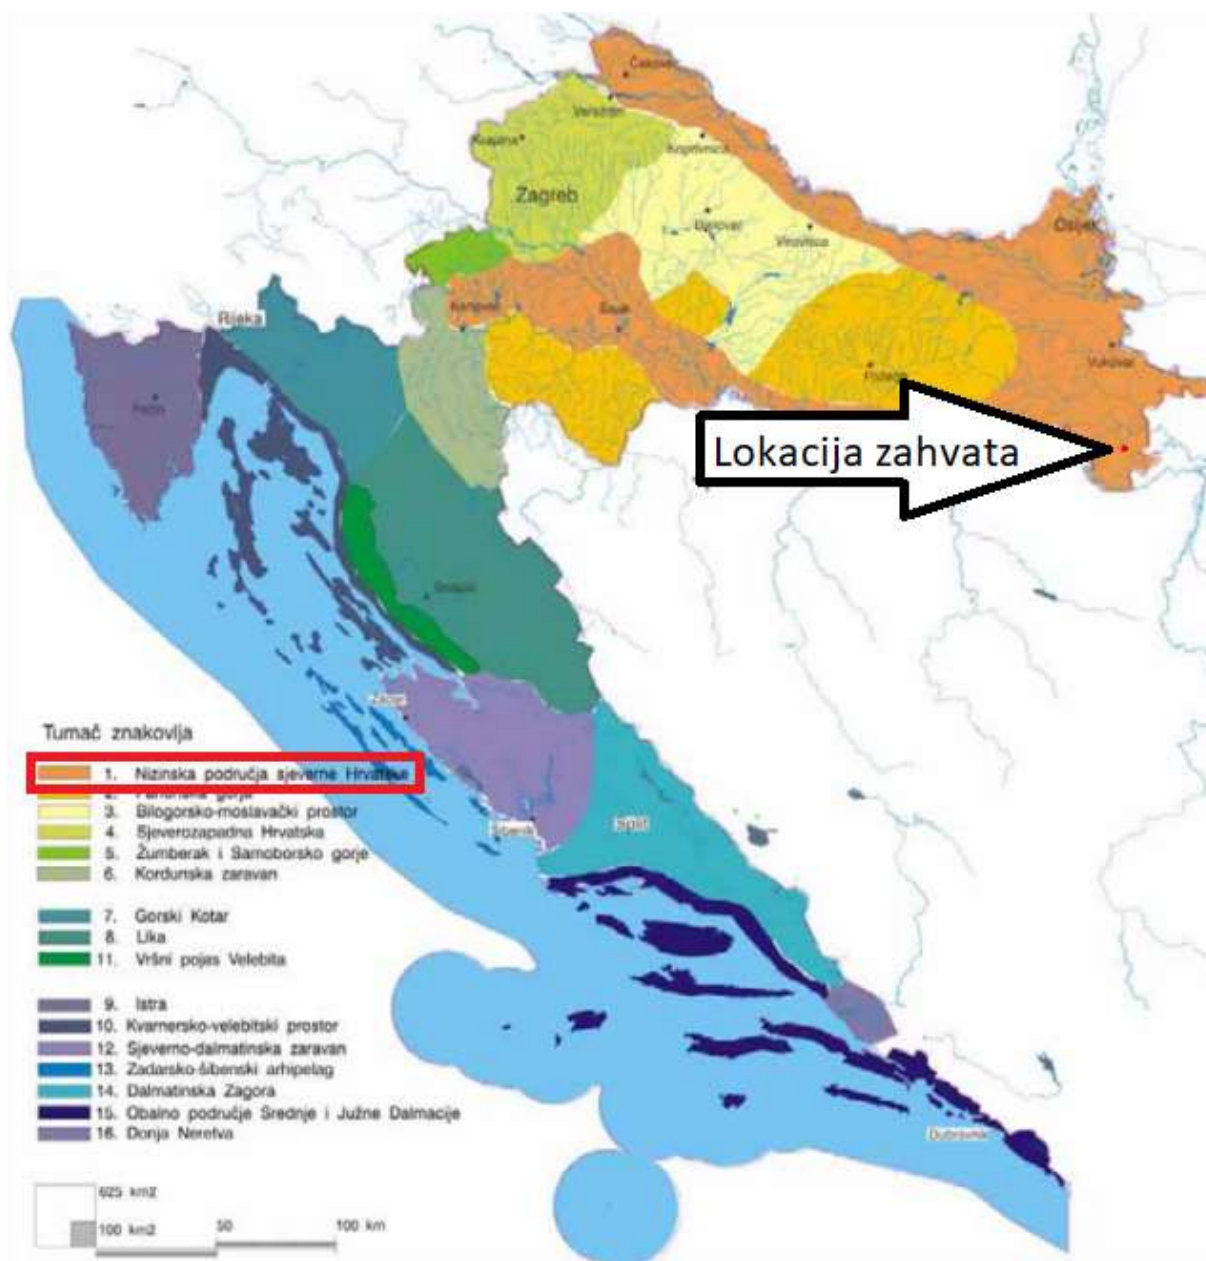 Čakovec
Varaždin
Krapina
Koprivnica
Zagreb
Bjelovar
Virovitica
Osijek
Karlovac
Sisak
Rijeka
Vukovar
Požega
Pazin
Lokacija zahvata
Gospić
Zadar
Tumač znakovlja
1. Nizinska područja sjeverne Hrvatske
2. Panonska gorja
3. Bilogorsko-moslavački prostor
Split
4. Sjeverozapadna Hrvatska
Šibenik
5. Žumberak i Samoborsko gorje
6. Kordunska zaravan
7. Gorski Kotar
8. Lika
11. Vršni pojas Velebita
9. Istra
10. Kvarnersko-velebitski prostor
12. Sjeverno-dalmatinska zaravan
13. Zadarsko-šibenski arhipelag
14. Dalmatinska Zagora
15. Obalno područje Srednje i Južne Dalmacije
16. Donja Neretva
Dubrovnik
625 km2
100 km2
50
100 km